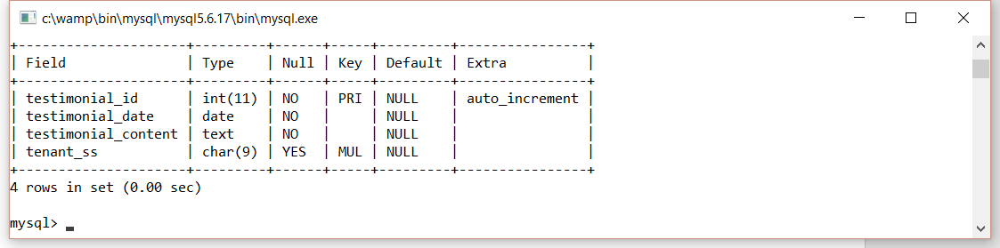 c:\wamp\bin\mysql\mysql5.6.17\bin\mysql.exe
+---------------------+---------+------+-----+---------+----------------+
| Field               | Type    | Null | Key | Default | Extra          |
+---------------------+---------+------+-----+---------+----------------+
| testimonial_id      | int(11) | NO   | PRI | NULL    | auto_increment |
| testimonial_date    | date    | NO   |     | NULL    |                |
| testimonial_content | text    | NO   |     | NULL    |                |
| tenant_ss           | char(9) | YES  | MUL | NULL    |                |
+---------------------+---------+------+-----+---------+----------------+
4 rows in set (0.00 sec)
mysql>